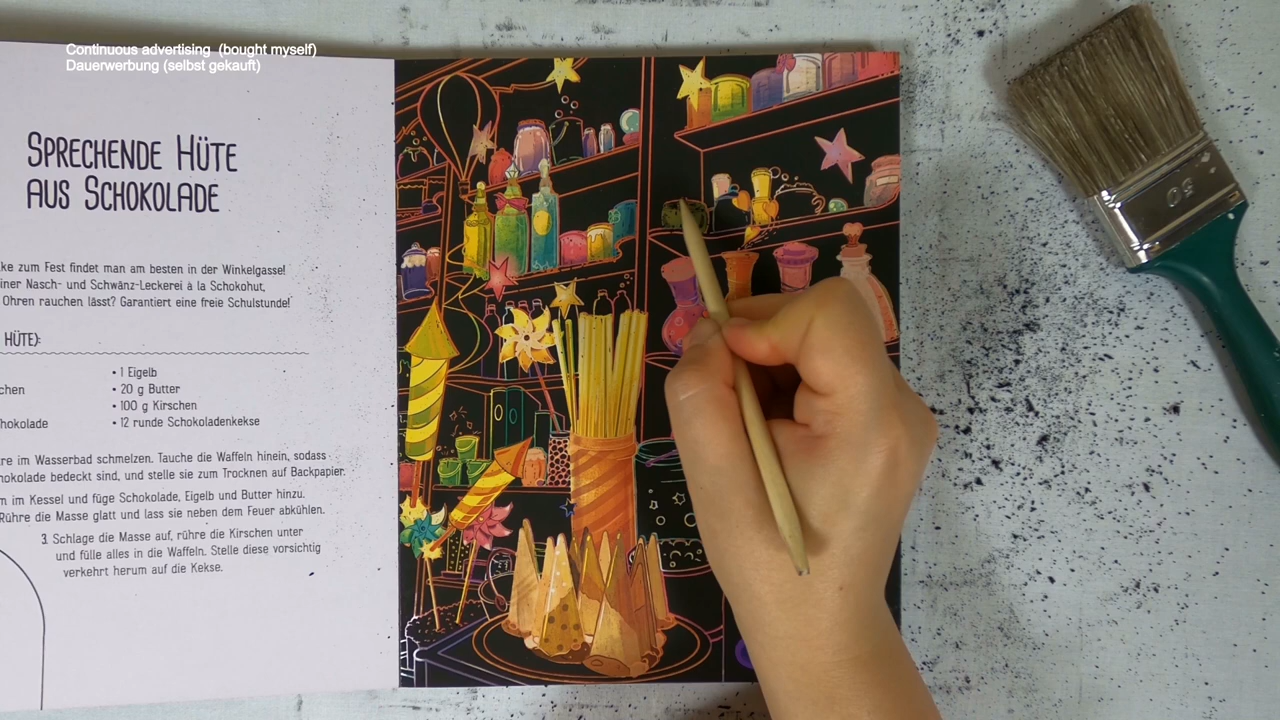 Continuous advertising (bought myself)
Dauerwerbung (selbst gekauft)
SPRECHENDE HÜTE
AUS SCHOKOLADE
ke zum Fest findet man am besten in der Winkelgasse!
iner Nasch- und Schwänz-Leckerei à la Schokohut,
Ohren rauchen lässt? Garantiert eine freie Schulstunde!
HÜTE):
chen
hokolade
• 1 Eigelb
• 20 g Butter
• 100 g Kirschen
• 12 runde Schokoladenkekse
re im Wasserbad schmelzen. Tauche die Waffeln hinein, sodass
hokolade bedeckt sind, und stelle sie zum Trocknen auf Backpapier.
m im Kessel und füge Schokolade, Eigelb und Butter hinzu.
Rühre die Masse glatt und lass sie neben dem Feuer abkühlen.
3. Schlage die Masse auf, rühre die Kirschen unter
und fülle alles in die Waffeln. Stelle diese vorsichtig
verkehrt herum auf die Kekse.
50